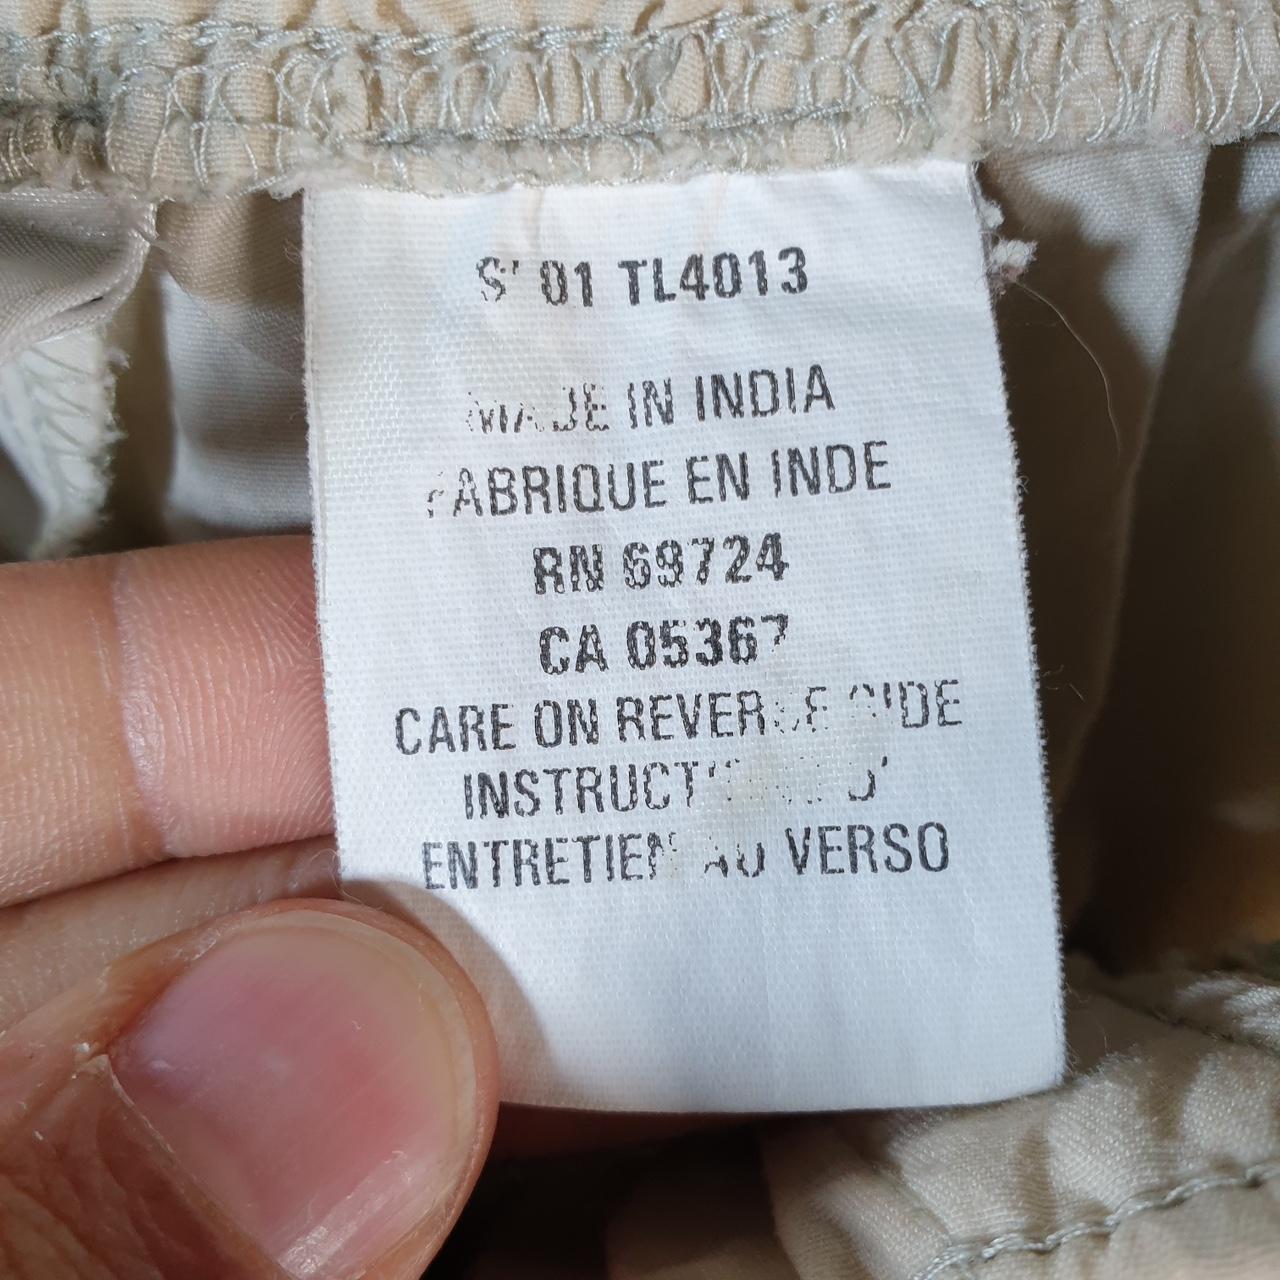 S' 01 TL4013
MADE IN INDIA
FABRIQUE EN INDE
RN 69724
CA 05367
CARE ON REVERSE SIDE
INSTRUCTIONS D'
ENTRETIEN AU VERSO